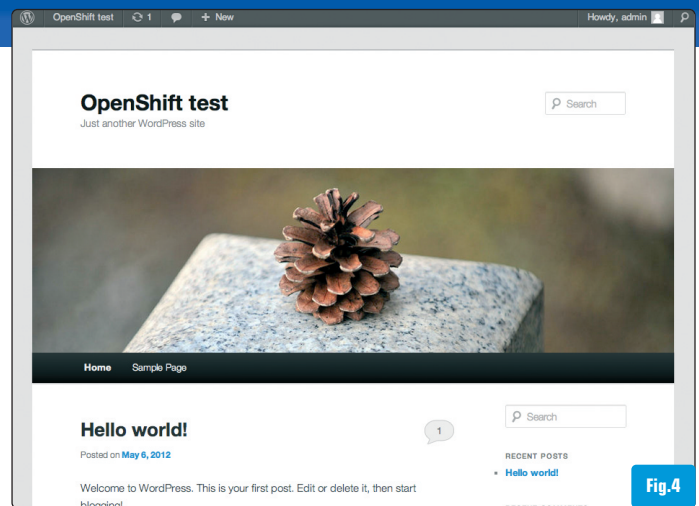 OpenShift test 1 + New Howdy, admin
OpenShift test
Just another WordPress site
Search
Home Sample Page
Hello world!
1
Posted on May 6, 2012
Welcome to WordPress. This is your first post. Edit or delete it, then start
blogging!
Search
RECENT POSTS
Hello world!
Fig.4